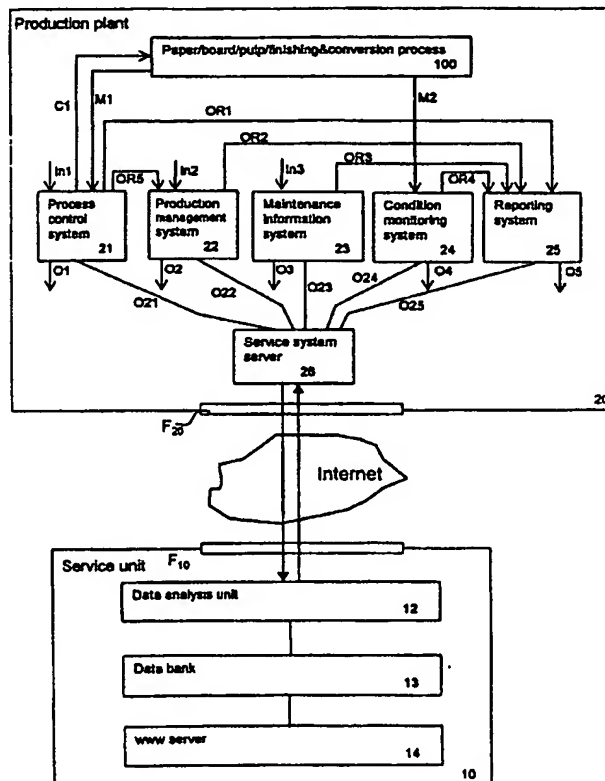 Production plant
Paper/board/pulp/finishing&conversion process
100
C1
M1
M2
OR1
OR2
OR3
In1
OR5
In2
In3
OR4
Process control system
21
Production management system
22
Maintenance information system
23
Condition monitoring system
24
Reporting system
25
O1
O2
O3
O4
O5
O21
O22
O23
O24
O25
Service system server
26
20
F20
Internet
F10
Service unit
Data analysis unit
12
Data bank
13
www server
14
10